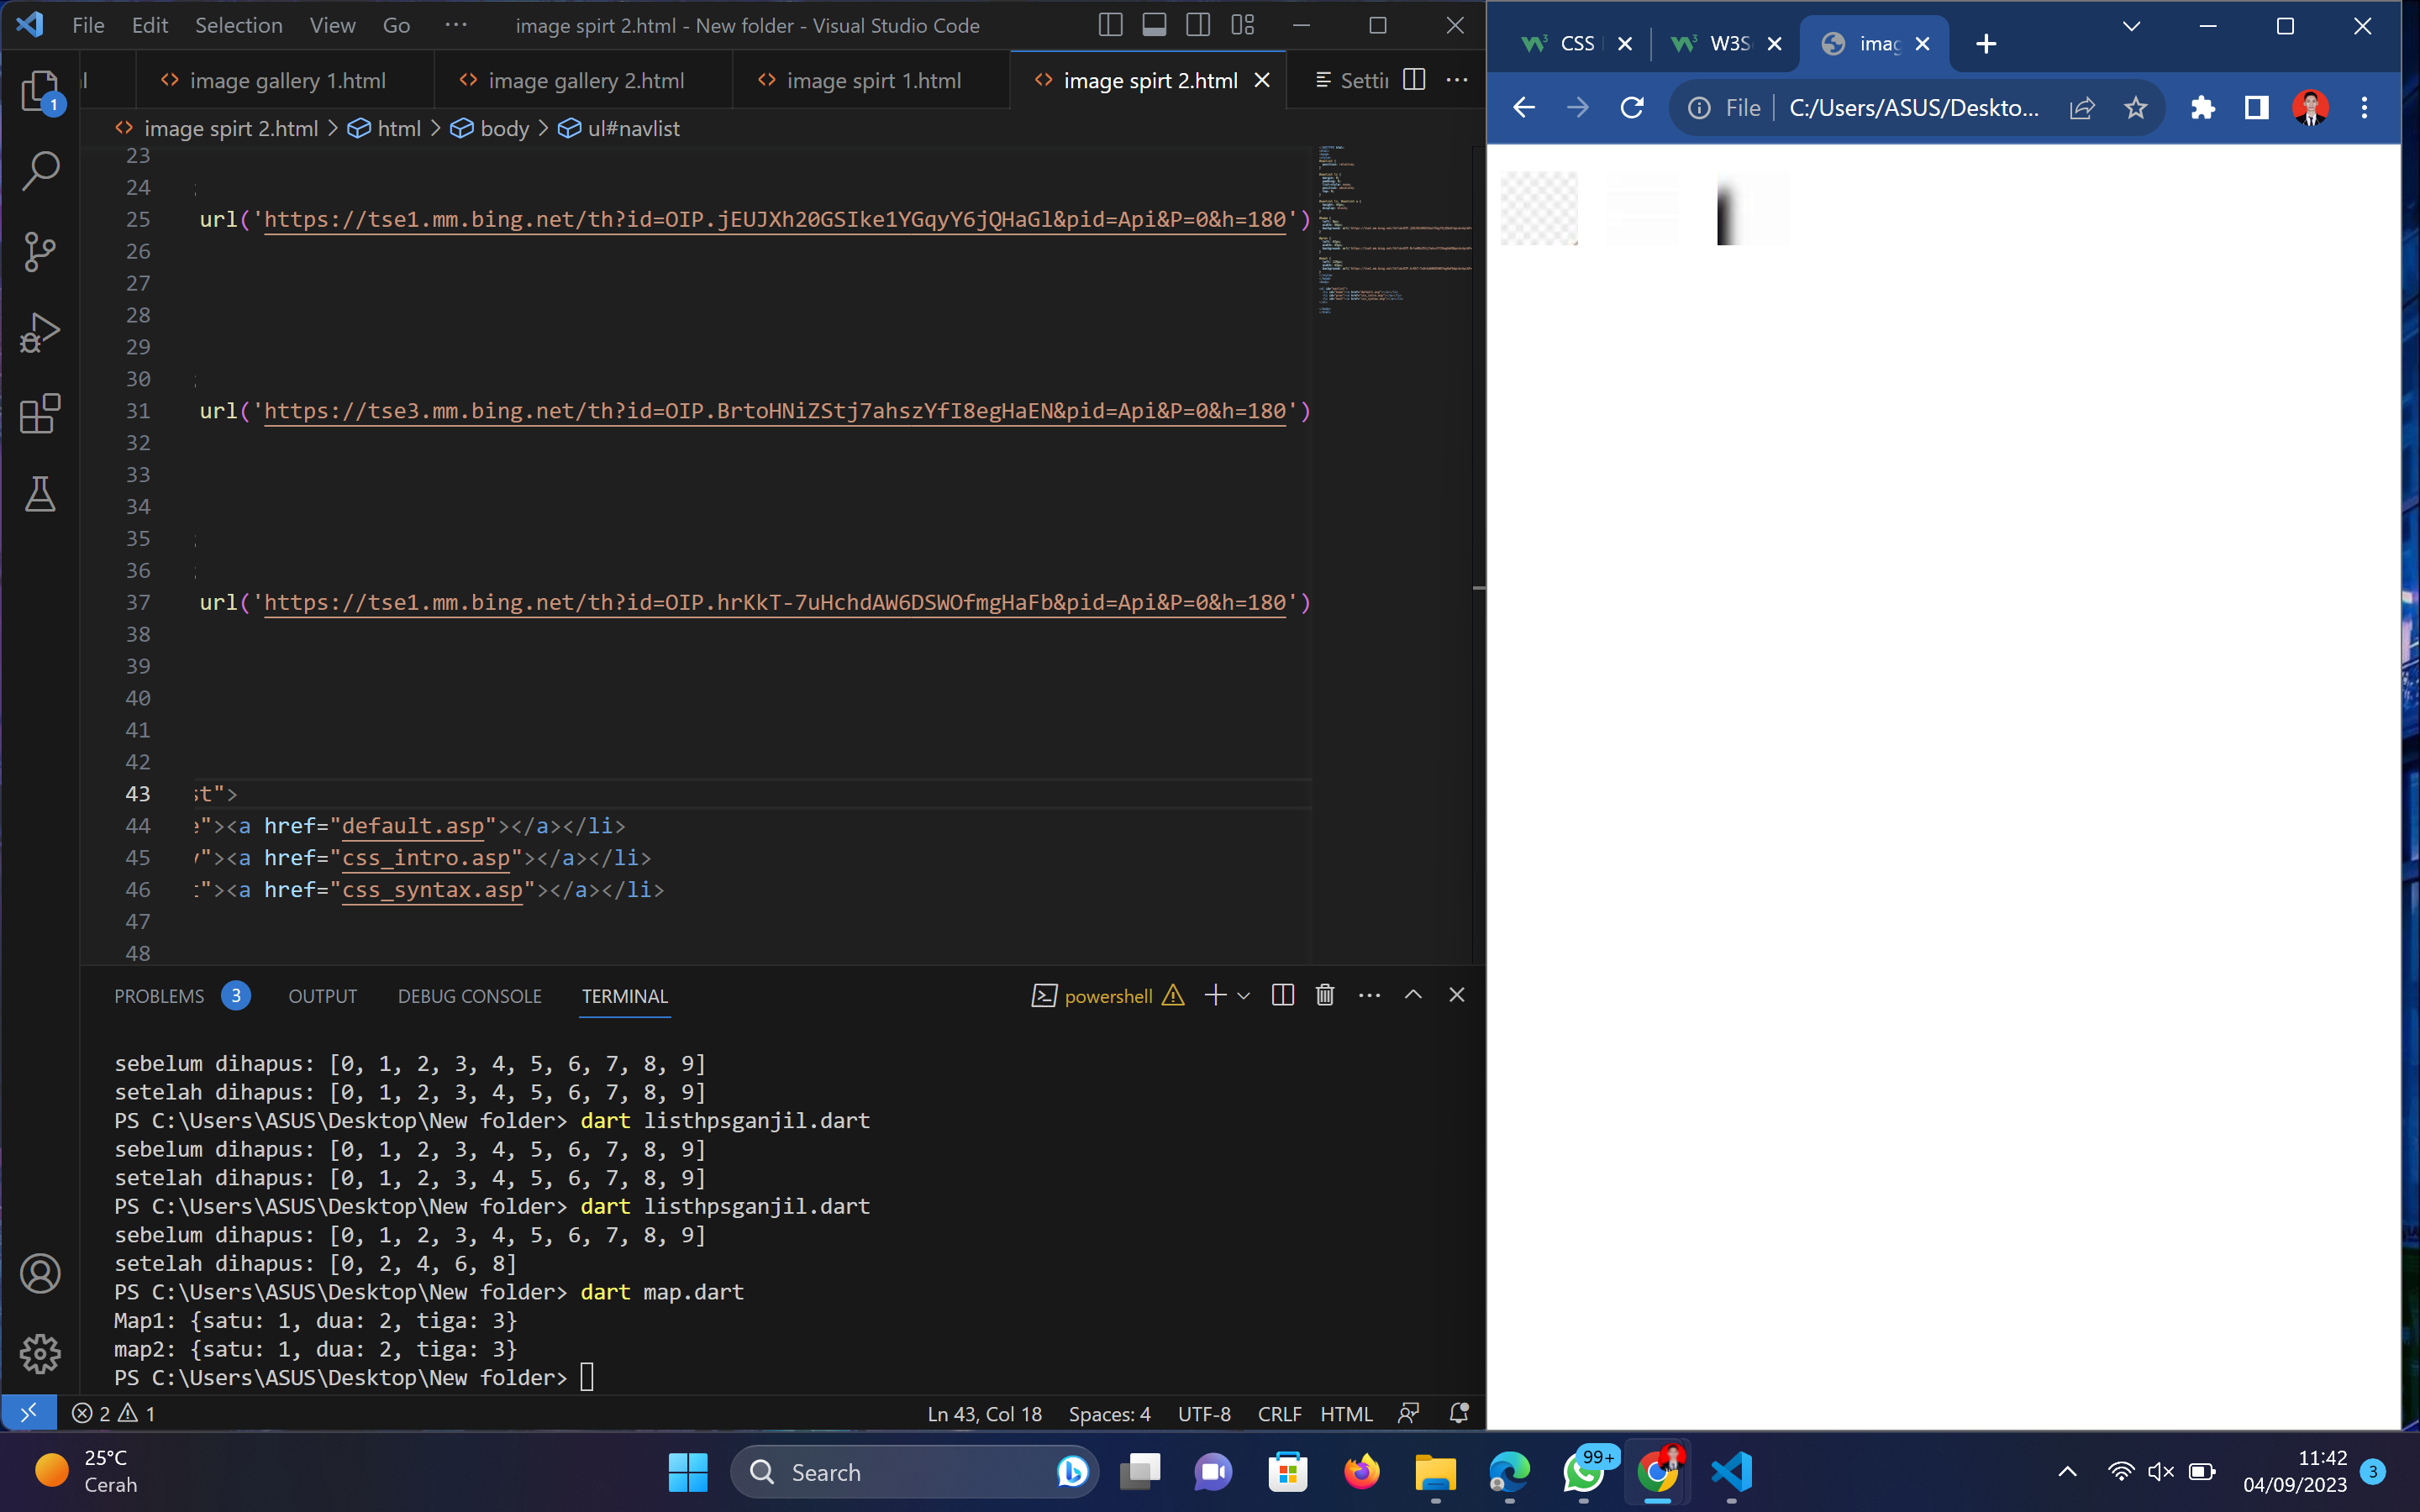 File Edit Selection View Go ··· image spirt 2.html - New folder - Visual Studio Code
image gallery 1.html image gallery 2.html image spirt 1.html image spirt 2.html Settin
1
image spirt 2.html > html > body > ul#navlist
23
24 ;
25 url('https://tse1.mm.bing.net/th?id=OIP.jEUJXh20GSIke1YGqyY6jQHaGl&pid=Api&P=0&h=180')
26
27
28
29
30 ;
31 url('https://tse3.mm.bing.net/th?id=OIP.BrtoHNiZStj7ahszYfI8egHaEN&pid=Api&P=0&h=180')
32
33
34
35 ;
36 ;
37 url('https://tse1.mm.bing.net/th?id=OIP.hrKkT-7uHchdAW6DSWOfmgHaFb&pid=Api&P=0&h=180')
38
39
40
41
42
43 st">
44 e"><a href="default.asp"></a></li>
45 v"><a href="css_intro.asp"></a></li>
46 t"><a href="css_syntax.asp"></a></li>
47
48
PROBLEMS 3 OUTPUT DEBUG CONSOLE TERMINAL powershell
sebelum dihapus: [0, 1, 2, 3, 4, 5, 6, 7, 8, 9]
setelah dihapus: [0, 1, 2, 3, 4, 5, 6, 7, 8, 9]
PS C:\Users\ASUS\Desktop\New folder> dart listhpsganjil.dart
sebelum dihapus: [0, 1, 2, 3, 4, 5, 6, 7, 8, 9]
setelah dihapus: [0, 1, 2, 3, 4, 5, 6, 7, 8, 9]
PS C:\Users\ASUS\Desktop\New folder> dart listhpsganjil.dart
sebelum dihapus: [0, 1, 2, 3, 4, 5, 6, 7, 8, 9]
setelah dihapus: [0, 2, 4, 6, 8]
PS C:\Users\ASUS\Desktop\New folder> dart map.dart
Map1: {satu: 1, dua: 2, tiga: 3}
map2: {satu: 1, dua: 2, tiga: 3}
PS C:\Users\ASUS\Desktop\New folder>
2 1 Ln 43, Col 18 Spaces: 4 UTF-8 CRLF HTML
CSS W3S imag
File C:/Users/ASUS/Deskto...
25°C
Cerah
Search
99+
11:42
04/09/2023
3